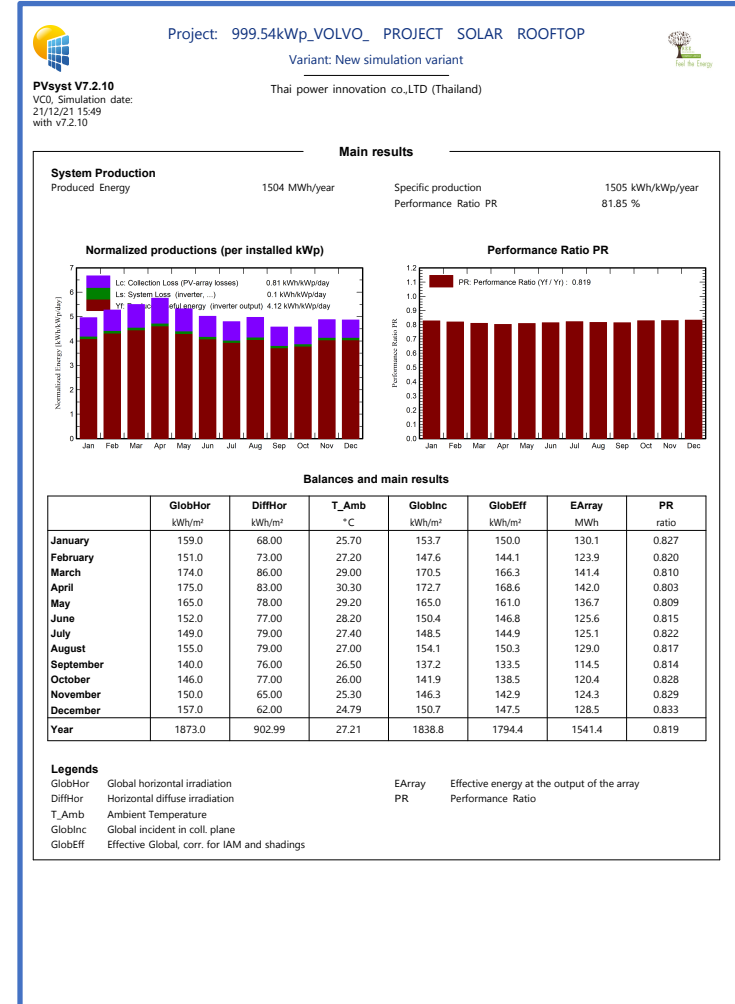 Project: 999.54kWp_VOLVO_ PROJECT SOLAR ROOFTOP
Variant: New simulation variant
Feel the Energy
PVsyst V7.2.10
VC0, Simulation date:
21/12/21 15:49
with v7.2.10
Thai power innovation co.,LTD (Thailand)
Main results
System Production
Produced Energy 1504 MWh/year Specific production 1505 kWh/kWp/year
Performance Ratio PR 81.85 %
Normalized productions (per installed kWp)
Lc: Collection Loss (PV-array losses) 0.81 kWh/kWp/day
Ls: System Loss (inverter, ...) 0.1 kWh/kWp/day
Yf: energy (inverter output) 4.12 kWh/kWp/day
Normalized Energy [kWh/kWp/day]
7
6
5
4
3
2
1
0
Jan Feb Mar Apr May Jun Jul Aug Sep Oct Nov Dec
Performance Ratio PR
PR: Performance Ratio (Yf / Yr) : 0.819
Performance Ratio PR
1.2
1.1
1.0
0.9
0.8
0.7
0.6
0.5
0.4
0.3
0.2
0.1
0.0
Jan Feb Mar Apr May Jun Jul Aug Sep Oct Nov Dec
Balances and main results
GlobHor DiffHor T_Amb GlobInc GlobEff EArray PR
kWh/m² kWh/m² °C kWh/m² kWh/m² MWh ratio
January 159.0 68.00 25.70 153.7 150.0 130.1 0.827
February 151.0 73.00 27.20 147.6 144.1 123.9 0.820
March 174.0 86.00 29.00 170.5 166.3 141.4 0.810
April 175.0 83.00 30.30 172.7 168.6 142.0 0.803
May 165.0 78.00 29.20 165.0 161.0 136.7 0.809
June 152.0 77.00 28.20 150.4 146.8 125.6 0.815
July 149.0 79.00 27.40 148.5 144.9 125.1 0.822
August 155.0 79.00 27.00 154.1 150.3 129.0 0.817
September 140.0 76.00 26.50 137.2 133.5 114.5 0.814
October 146.0 77.00 26.00 141.9 138.5 120.4 0.828
November 150.0 65.00 25.30 146.3 142.9 124.3 0.829
December 157.0 62.00 24.79 150.7 147.5 128.5 0.833
Year 1873.0 902.99 27.21 1838.8 1794.4 1541.4 0.819
Legends
GlobHor Global horizontal irradiation EArray Effective energy at the output of the array
DiffHor Horizontal diffuse irradiation PR Performance Ratio
T_Amb Ambient Temperature
GlobInc Global incident in coll. plane
GlobEff Effective Global, corr. for IAM and shadings